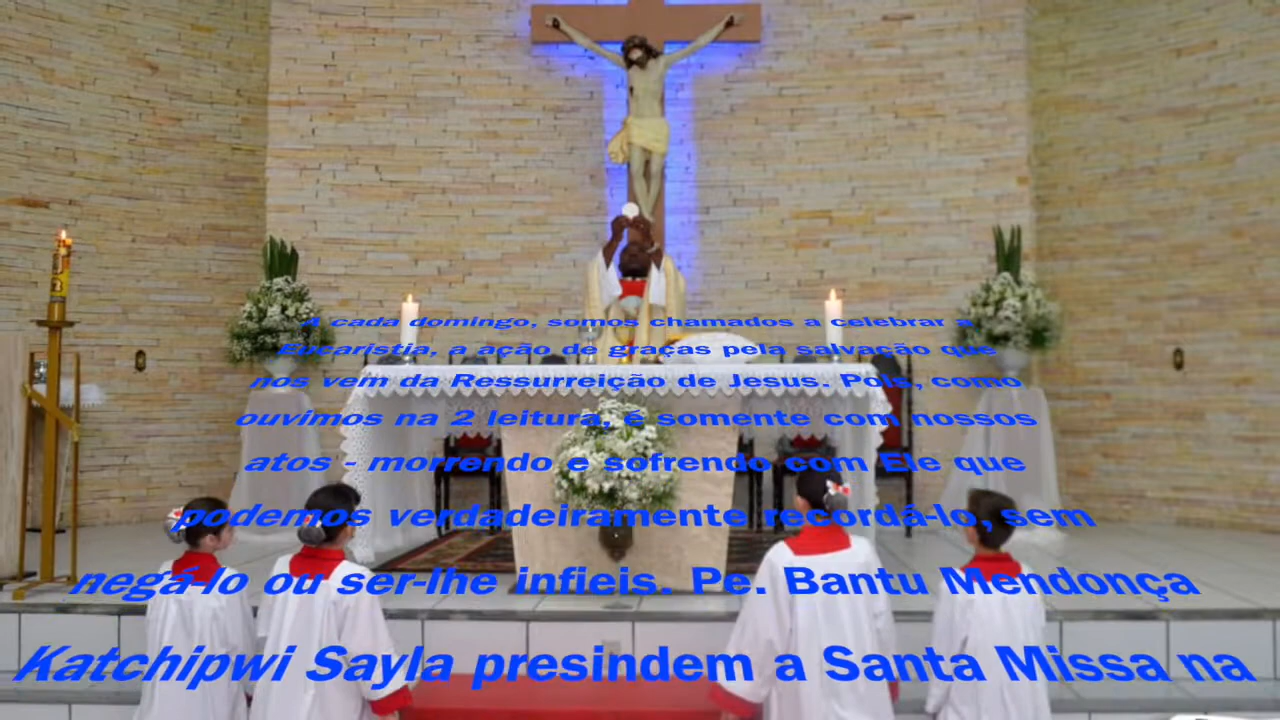 A cada domingo, somos chamados a celebrar a
Eucaristia, a ação de graças pela salvação que
nos vem da Ressurreição de Jesus. Pois, como
ouvimos na 2 leitura, é somente com nossos
atos - morrendo e sofrendo com Ele que
podemos verdadeiramente recordá-lo, sem
negá-lo ou ser-lhe infieis. Pe. Bantu Mendonça
Katchipwi Sayla presindem a Santa Missa na